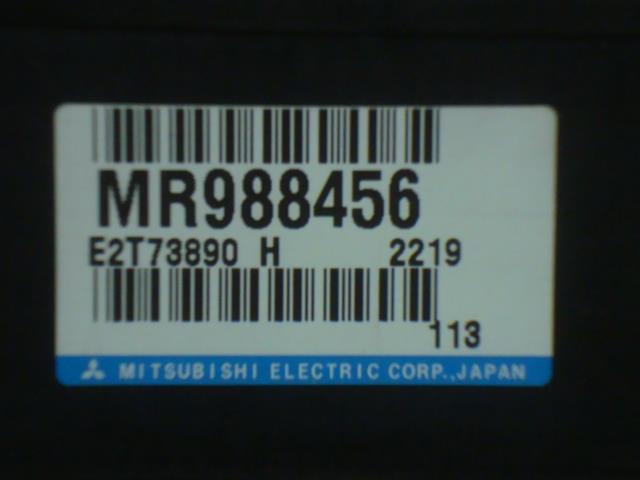 MR988456
E2T73890 H 2219
113
MITSUBISHI ELECTRIC CORP.,JAPAN